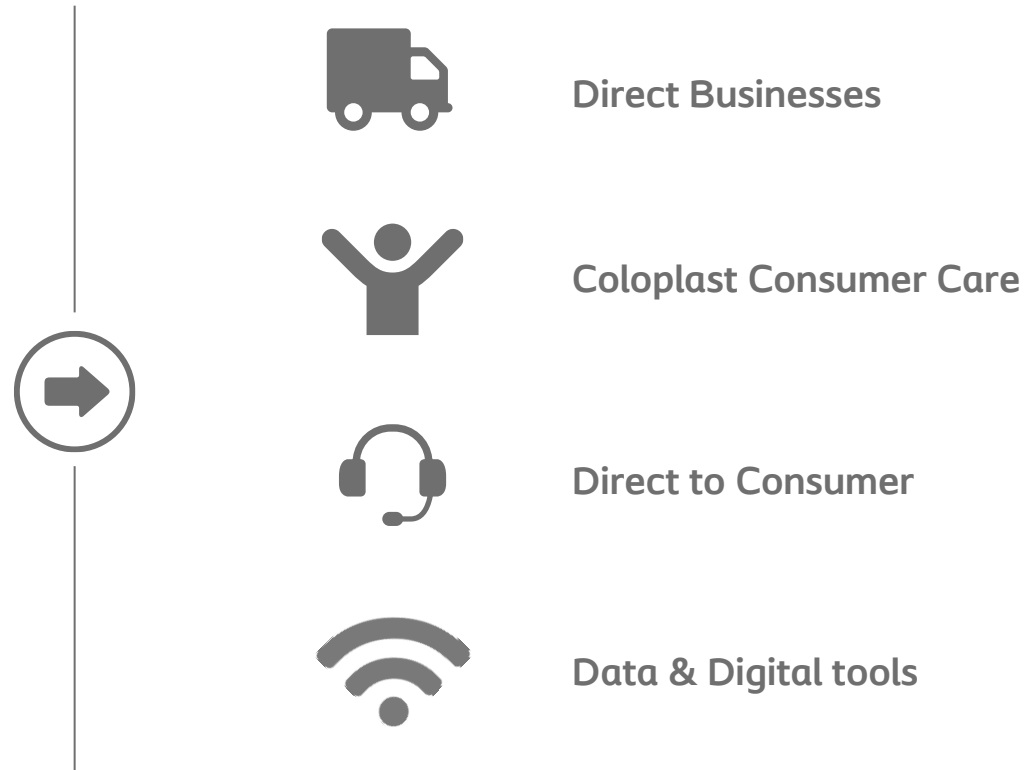 Direct Businesses
Coloplast Consumer Care
Direct to Consumer
Data & Digital tools